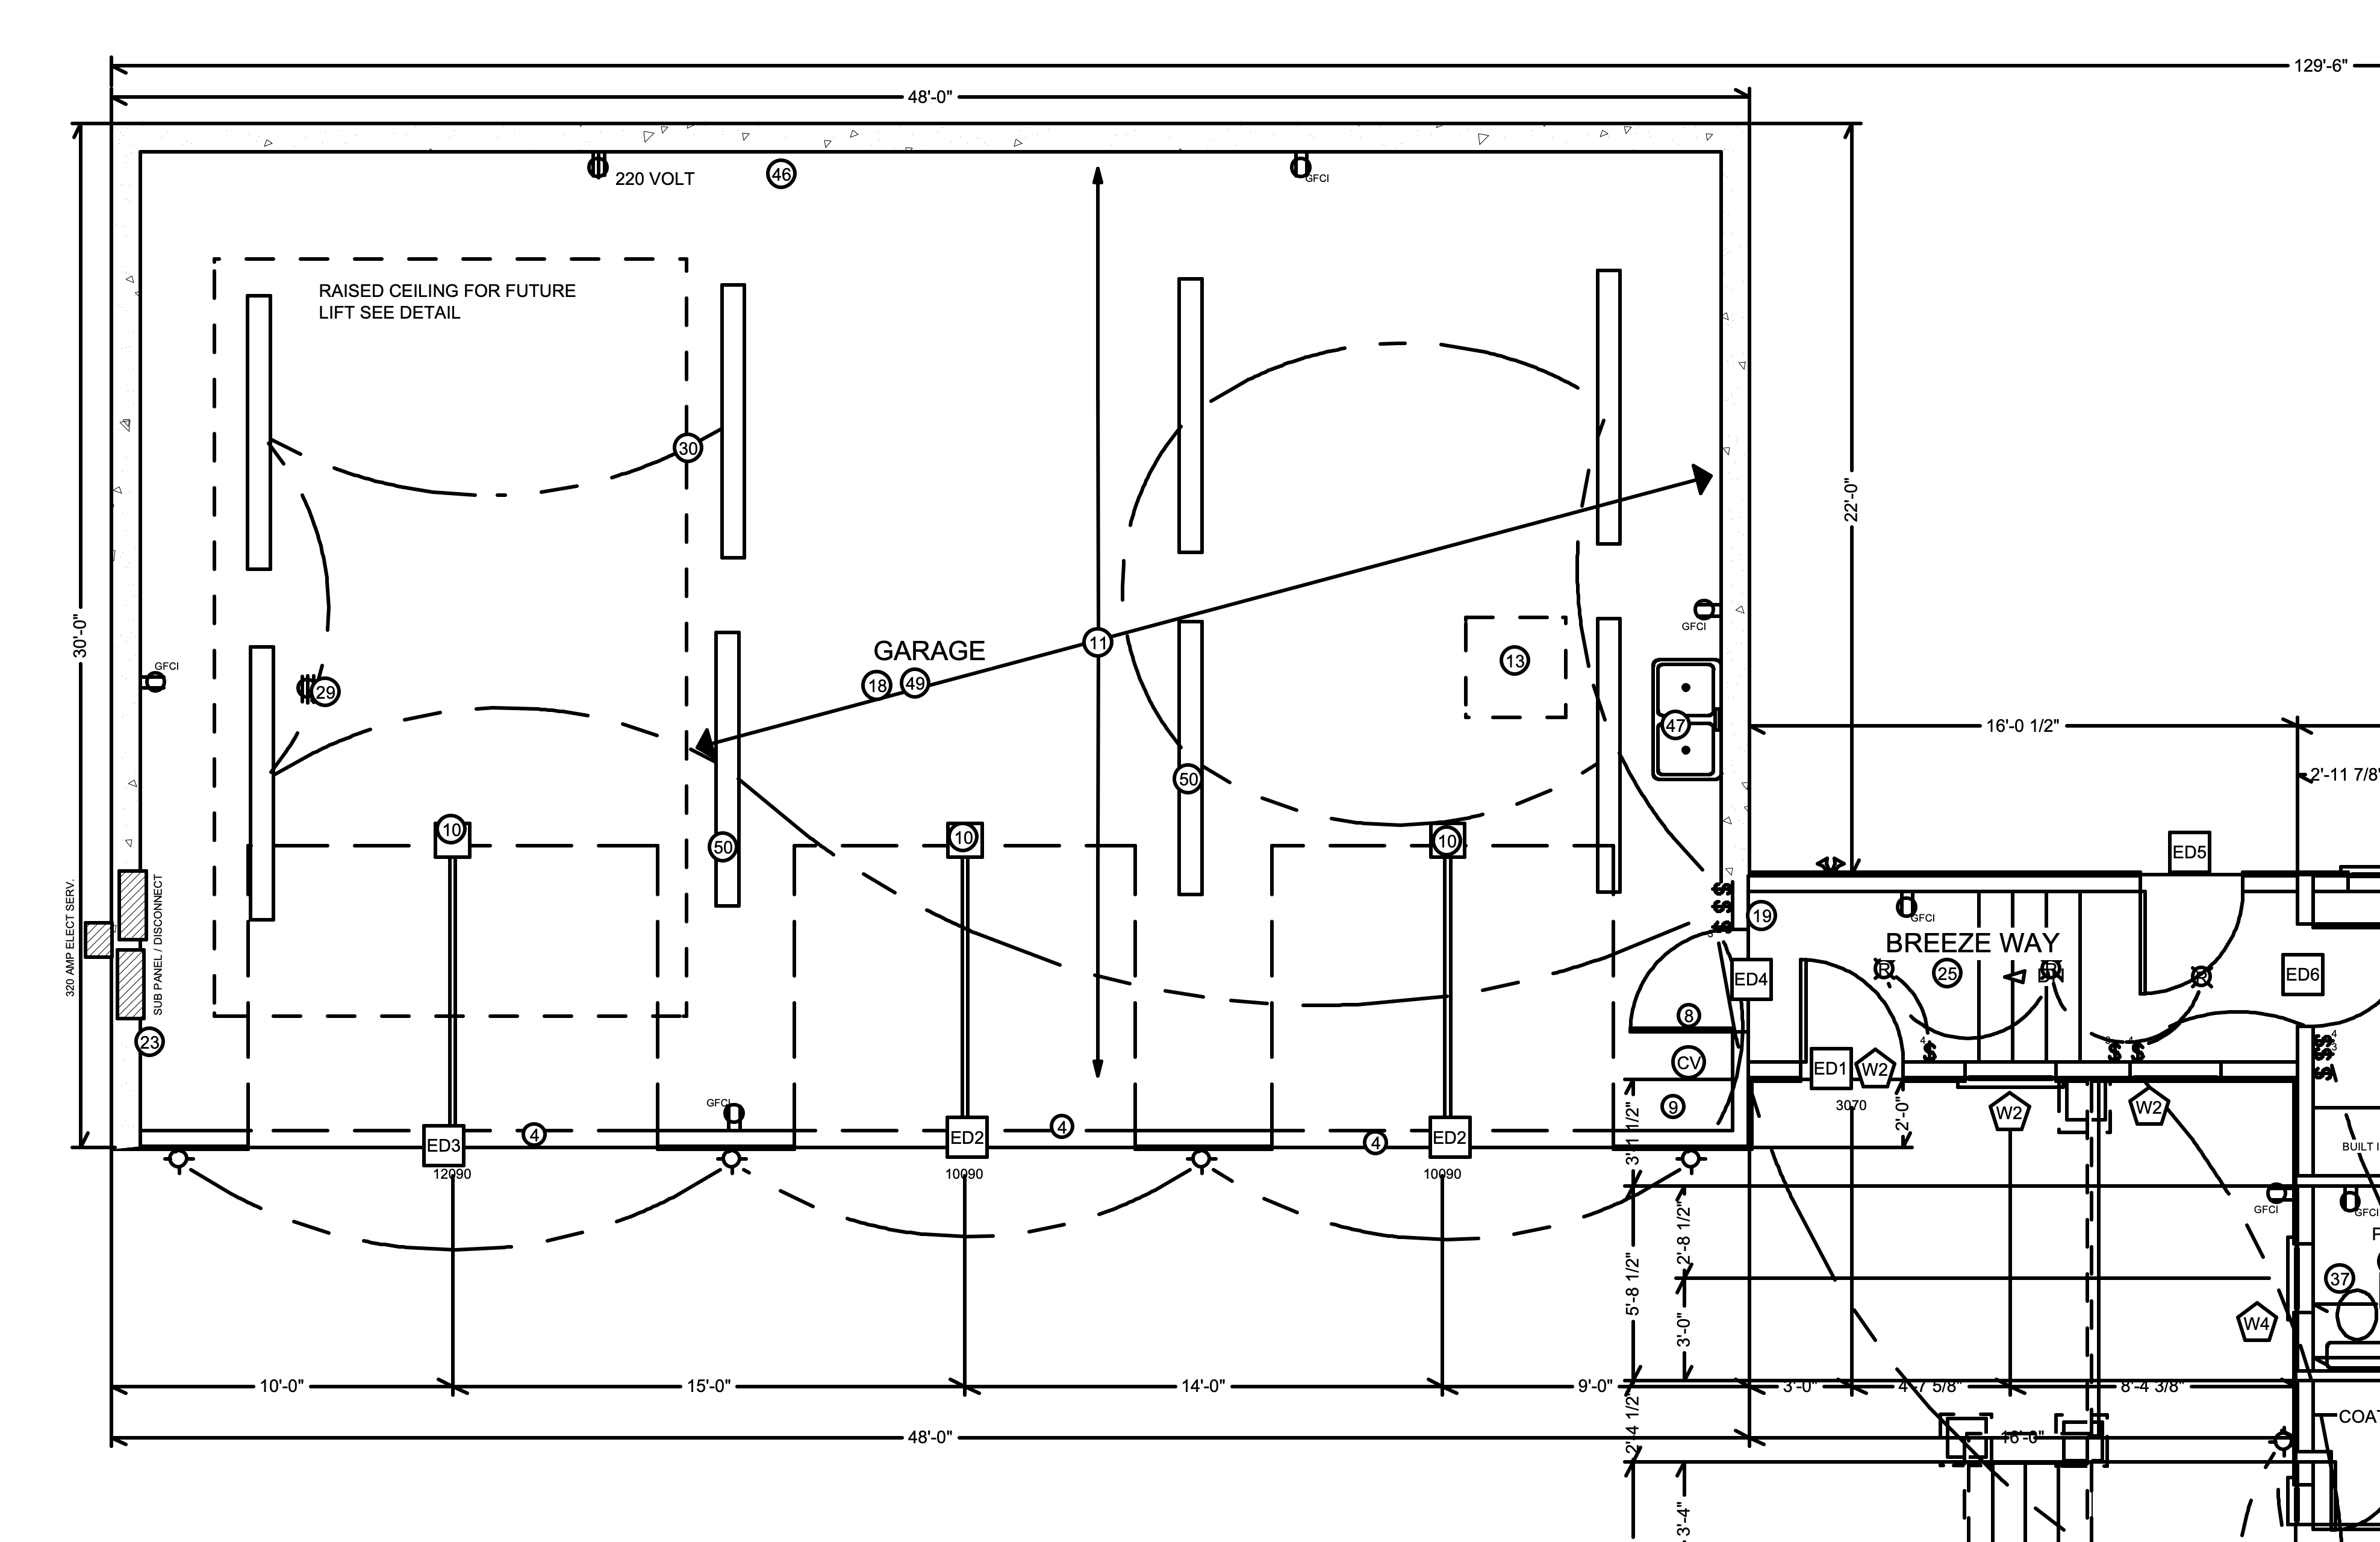 129'-6"
48'-0"
220 VOLT
46
GFCI
RAISED CEILING FOR FUTURE
LIFT SEE DETAIL
30
22'-0"
30'-0"
GFCI
GARAGE
11
13
18
49
GFCI
29
47
16'-0 1/2"
2'-11 7/8"
50
10
10
10
50
ED5
320 AMP ELECT SERV.
SUB PANEL / DISCONNECT
19
GFCI
BREEZE WAY
R
25
R
DN
R
ED4
ED6
8
23
CV
4
3
4
4
3
ED1
W2
9
3070
W2
W2
2'-0"
GFCI
3'-1 1/2"
ED3
4
ED2
4
4
ED2
12090
10090
10090
BUILT I
GFCI
GFCI
2'-8 1/2"
5'-8 1/2"
37
3'-0"
W4
10'-0"
15'-0"
14'-0"
9'-0"
3'-0"
4'-7 5/8"
8'-4 3/8"
2'-4 1/2"
COAT
48'-0"
16'-0"
3'-4"